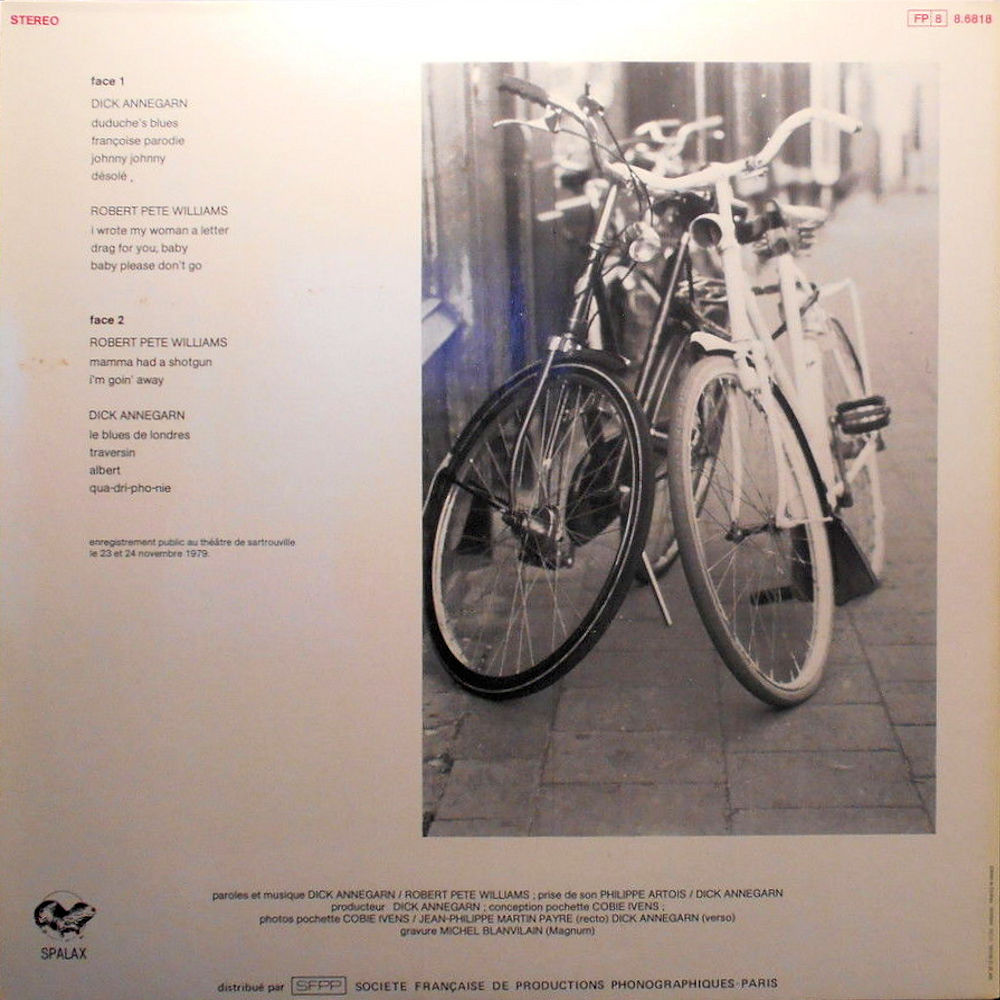 STEREO
FP 8 8.6818
face 1
DICK ANNEGARN
duduche's blues
françoise parodie
johnny johnny
désolé ,
ROBERT PETE WILLIAMS
i wrote my woman a letter
drag for you, baby
baby please don't go
face 2
ROBERT PETE WILLIAMS
mamma had a shotgun
i'm goin' away
DICK ANNEGARN
le blues de londres
traversin
albert
qua-dri-pho-nie
enregistrement public au théâtre de sartrouville
le 23 et 24 novembre 1979.
paroles et musique DICK ANNEGARN / ROBERT PETE WILLIAMS ; prise de son PHILIPPE ARTOIS / DICK ANNEGARN
producteur DICK ANNEGARN ; conception pochette COBIE IVENS ;
photos pochette COBIE IVENS / JEAN-PHILIPPE MARTIN PAYRE (recto) DICK ANNEGARN (verso)
gravure MICHEL BLANVILAIN (Magnum)
SPALAX
distribué par SFPP SOCIETE FRANÇAISE DE PRODUCTIONS PHONOGRAPHIQUES-PARIS